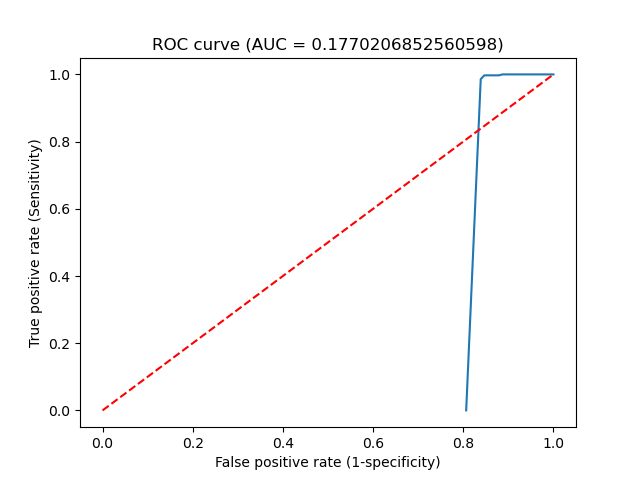 ROC curve (AUC = 0.1770206852560598)
1.0
0.8
0.6
0.4
0.2
0.0
True positive rate (Sensitivity)
0.0 0.2 0.4 0.6 0.8 1.0
False positive rate (1-specificity)